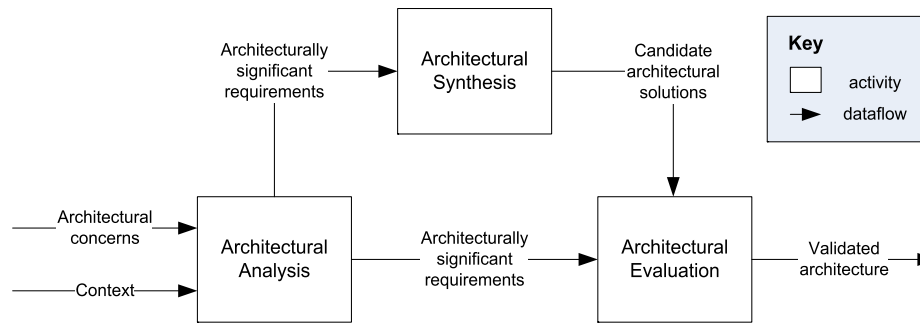 Architecturally
significant
requirements
Architectural
Synthesis
Candidate
architectural
solutions
Key
activity
dataflow
Architectural
concerns
Context
Architectural
Analysis
Architecturally
significant
requirements
Architectural
Evaluation
Validated
architecture